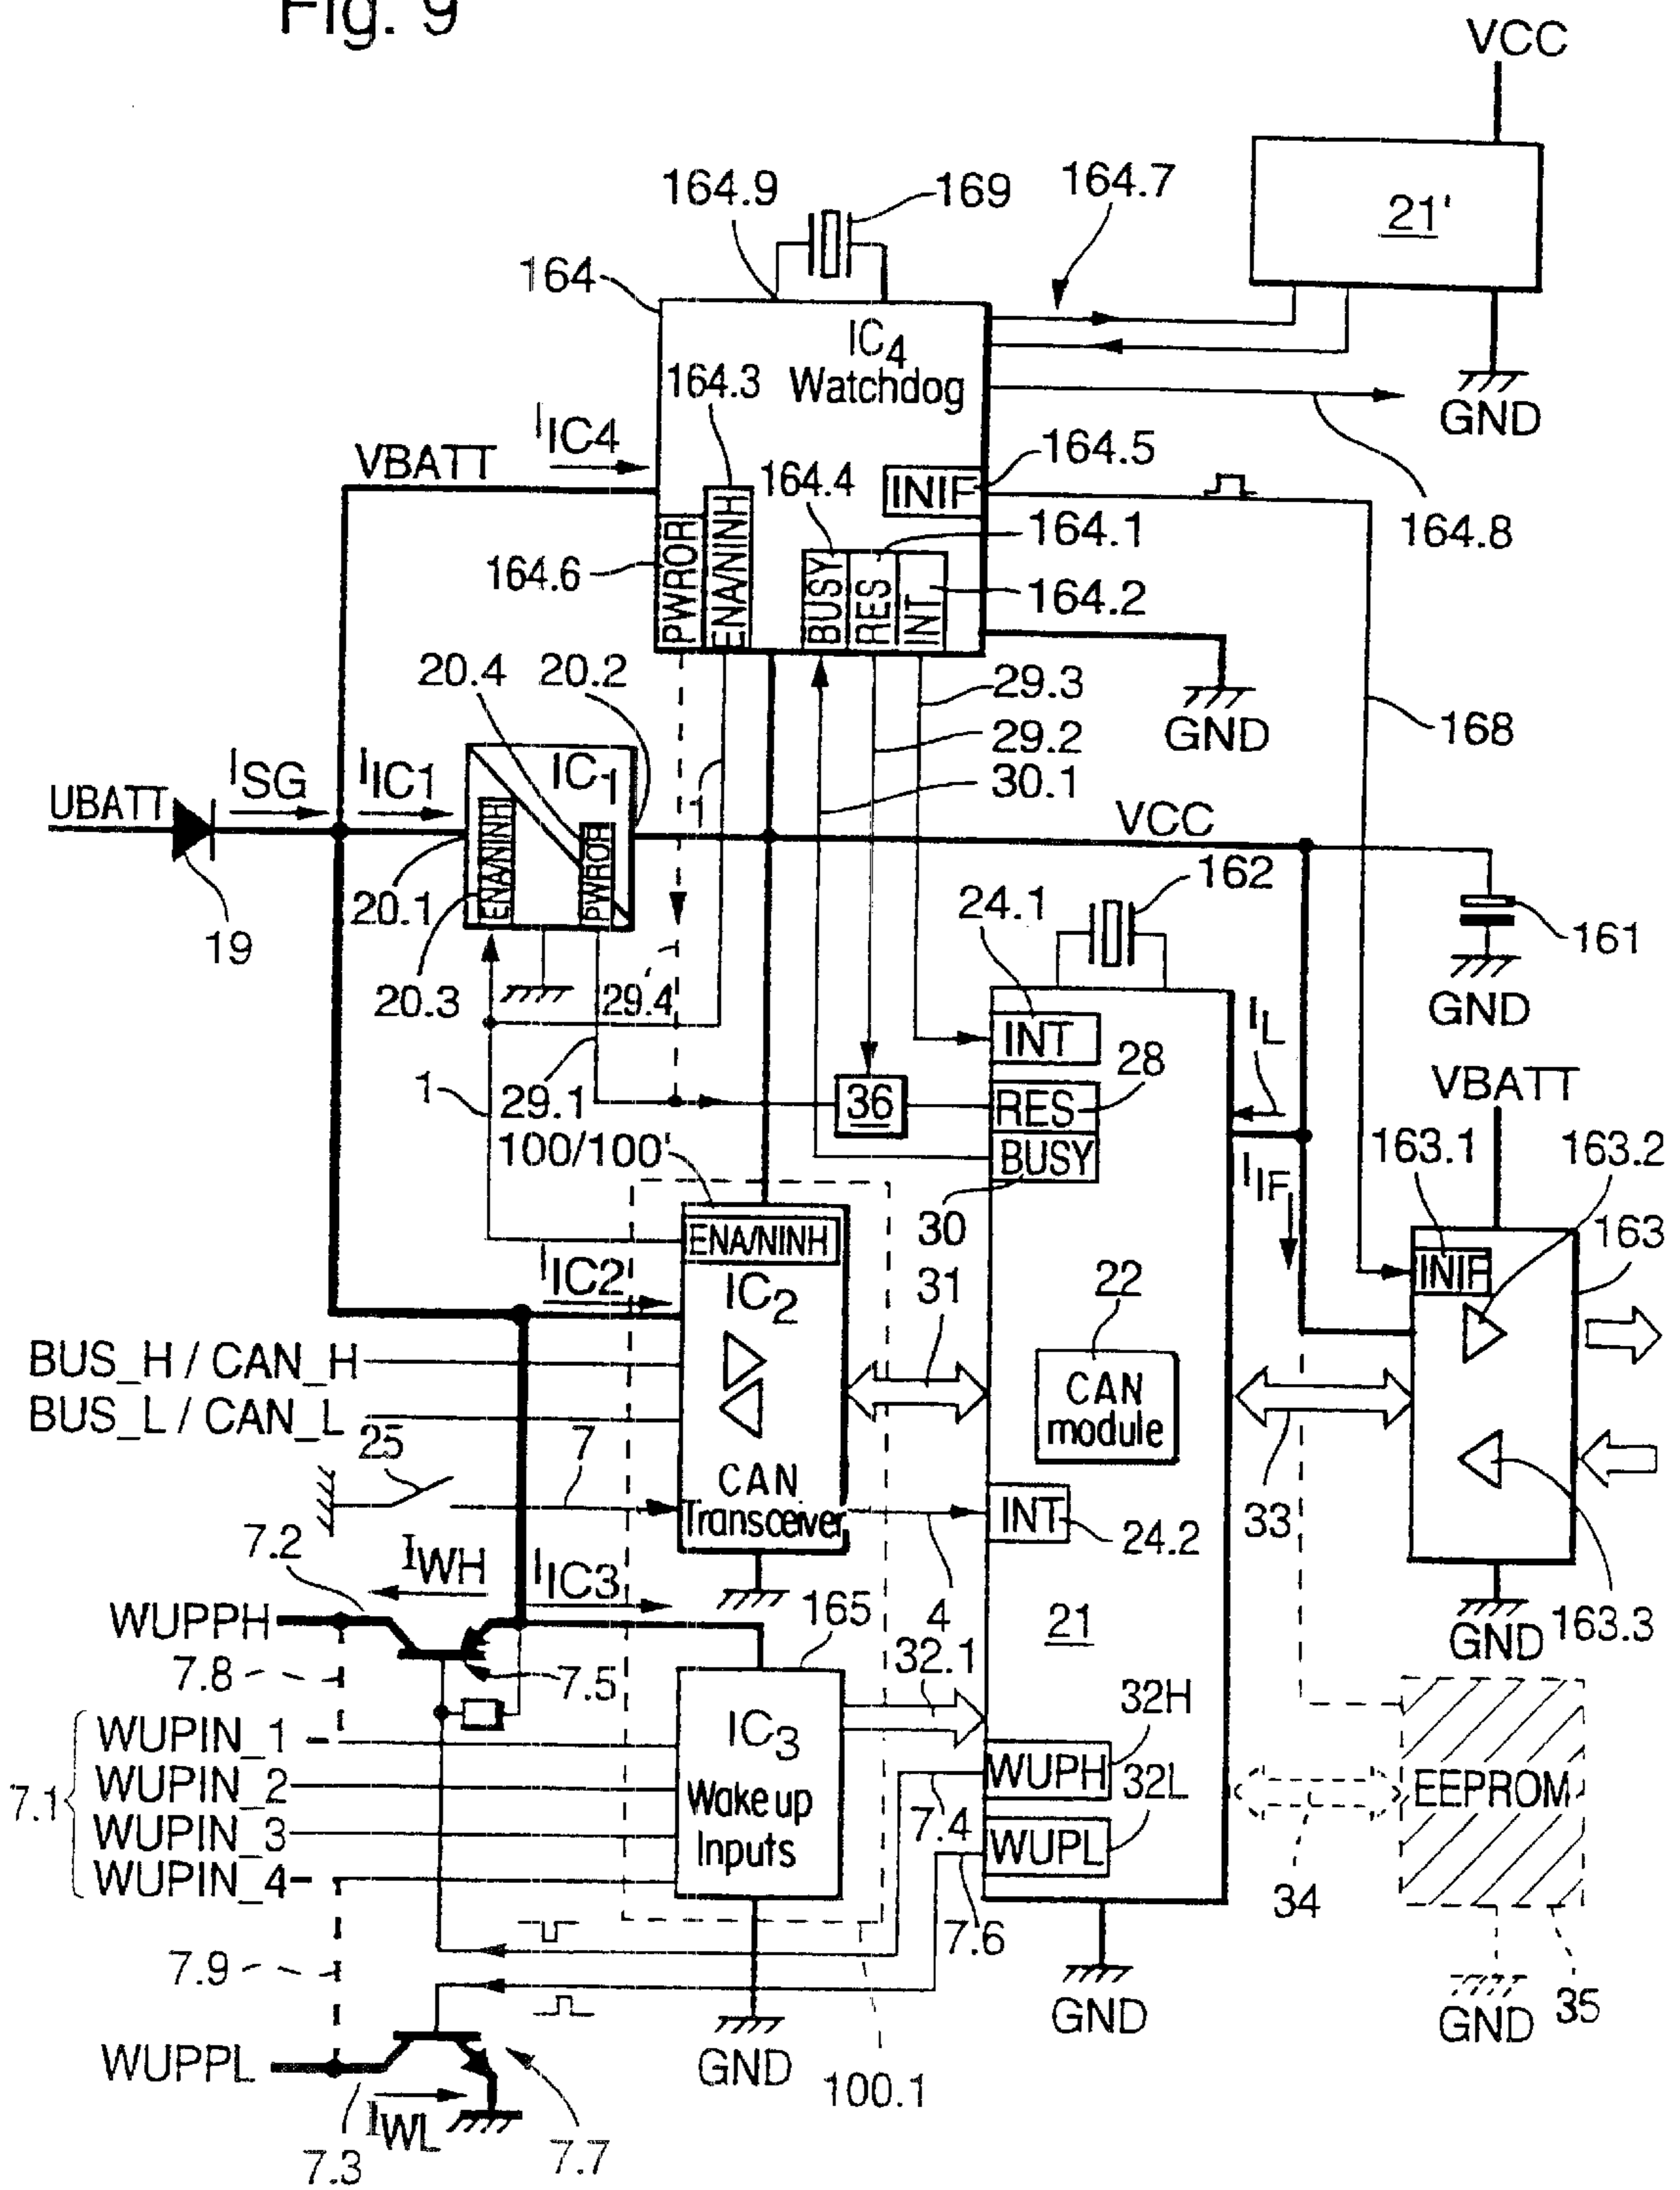 Fig. 9
VCC
21'
GND
164.9
169
164.7
164
IC4
Watchdog
164.3
164.8
VBATT
IIC4
164.4
164.5
INIF
PWROR
ENA/NINH
BUSY
RES
INT
164.6
164.1
164.2
GND
168
20.4
20.2
29.3
29.2
30.1
1
UBATT
ISG
IIC1
IC1
ENA/NINH
PWROR
VCC
19
20.1
20.3
29.4
29.1
1
24.1
162
161
GND
INT
28
RES
36
BUSY
30
IL
IIF
VBATT
163.1
163.2
163
INIF
100/100'
ENA/NINH
IIC2
IC2
31
22
CAN
module
BUS_H / CAN_H
BUS_L / CAN_L
25
7
CAN
Transceiver
INT
24.2
4
33
163.3
GND
7.2
IWH
IIC3
165
WUPPH
7.8
7.5
32.1
21
32H
WUPH
32L
WUPL
IC3
Wake up
Inputs
7.1
WUPIN_1
WUPIN_2
WUPIN_3
WUPIN_4
7.4
7.6
34
EEPROM
35
GND
GND
7.9
WUPPL
GND
100.1
7.3
IWL
7.7